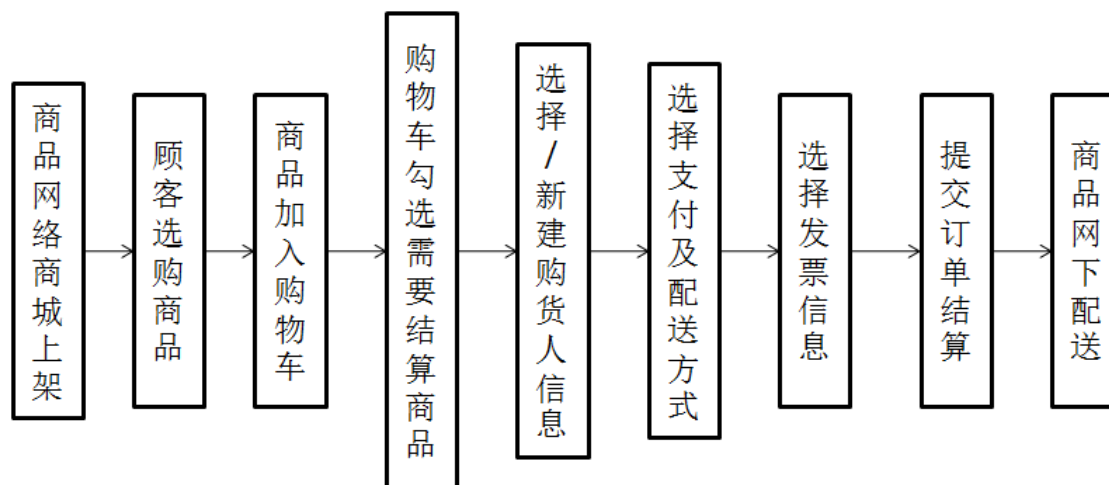 商品网络商城上架
顾客选购商品
商品加入购物车
购物车勾选需要结算商品
选择/新建购货人信息
选择支付及配送方式
选择发票信息
提交订单结算
商品网下配送